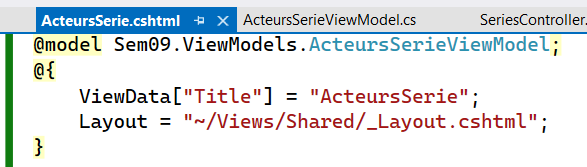 ActeursSerie.cshtml ActeursSerieViewModel.cs SeriesController.
@model Sem09.ViewModels.ActeursSerieViewModel;
@{
ViewData["Title"] = "ActeursSerie";
Layout = "~/Views/Shared/_Layout.cshtml";
}